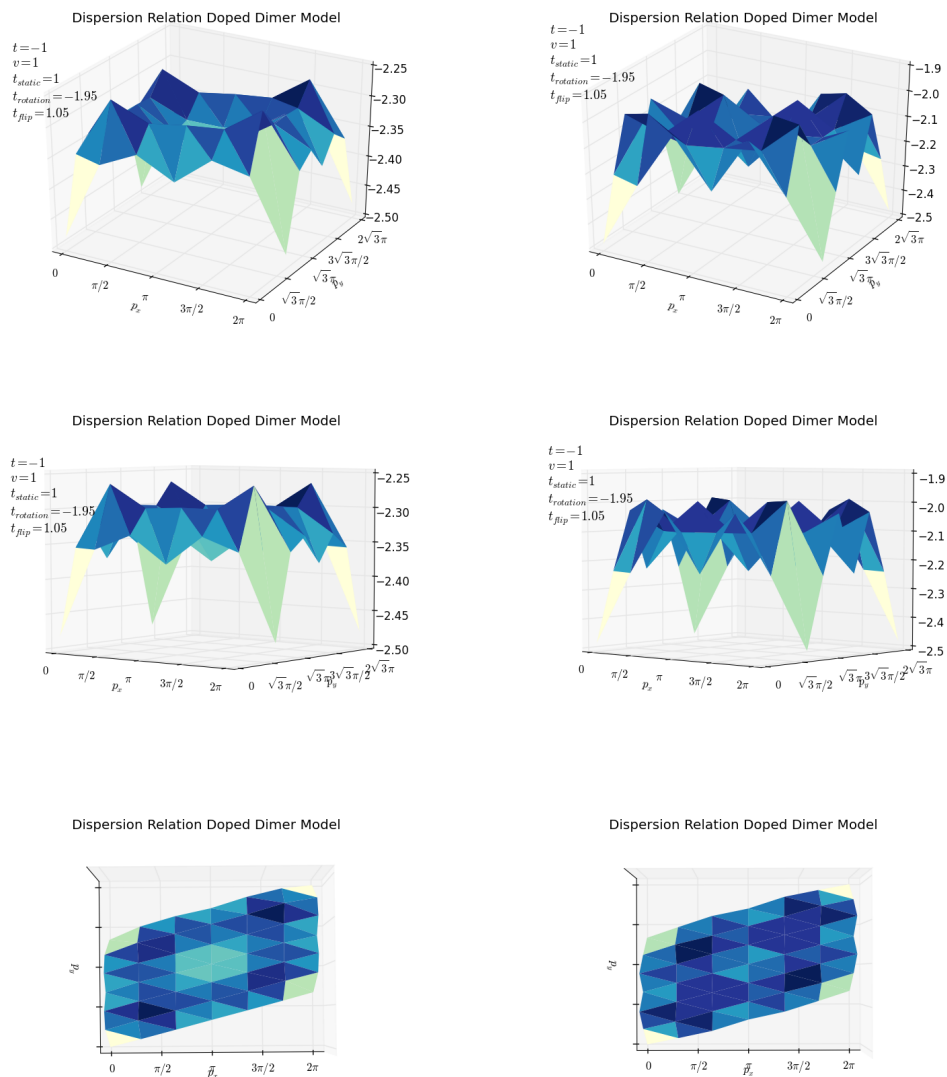 Dispersion Relation Doped Dimer Model
t=−1
v=1
t_static=1
t_rotation=−1.95
t_flip=1.05
−2.25
−2.30
−2.35
−2.40
−2.45
−2.50
0
π/2
π
3π/2
2π
p_x
0
√3π/2
√3π
3√3π/2
2√3π
p_y
Dispersion Relation Doped Dimer Model
t=−1
v=1
t_static=1
t_rotation=−1.95
t_flip=1.05
−1.9
−2.0
−2.1
−2.2
−2.3
−2.4
−2.5
0
π/2
π
3π/2
2π
p_x
0
√3π/2
√3π
3√3π/2
2√3π
p_y
Dispersion Relation Doped Dimer Model
t=−1
v=1
t_static=1
t_rotation=−1.95
t_flip=1.05
−2.25
−2.30
−2.35
−2.40
−2.45
−2.50
0
π/2
π
3π/2
2π
p_x
0
√3π/2
√3π
3√3π/2
2√3π
p_y
Dispersion Relation Doped Dimer Model
t=−1
v=1
t_static=1
t_rotation=−1.95
t_flip=1.05
−1.9
−2.0
−2.1
−2.2
−2.3
−2.4
−2.5
0
π/2
π
3π/2
2π
p_x
0
√3π/2
√3π
3√3π/2
2√3π
p_y
Dispersion Relation Doped Dimer Model
p_y
0
π/2
π
3π/2
2π
p_x
Dispersion Relation Doped Dimer Model
p_y
0
π/2
π
3π/2
2π
p_x